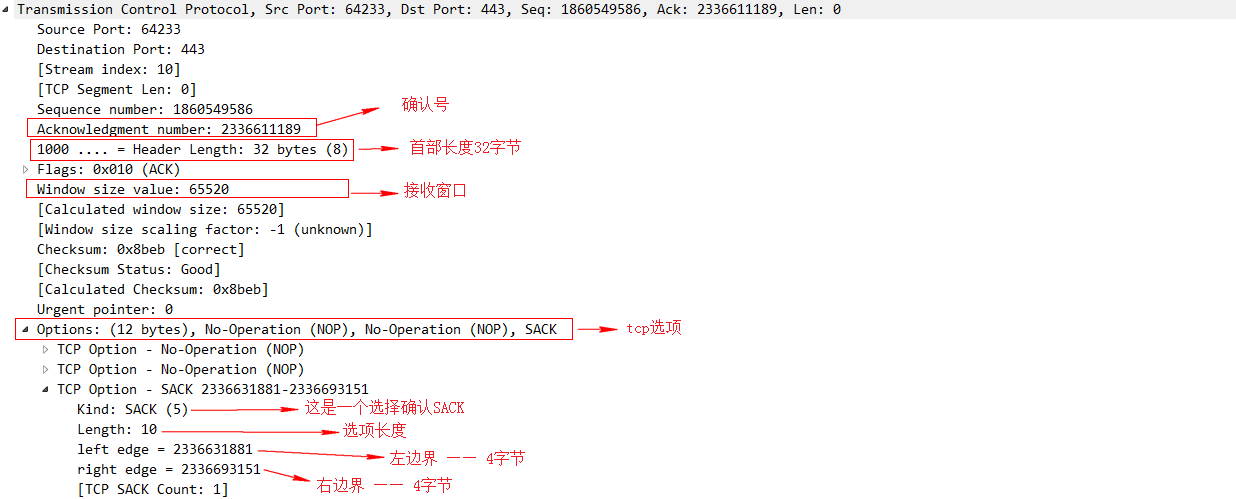 Transmission Control Protocol, Src Port: 64233, Dst Port: 443, Seq: 1860549586, Ack: 2336611189, Len: 0
Source Port: 64233
Destination Port: 443
[Stream index: 10]
[TCP Segment Len: 0]
Sequence number: 1860549586
确认号
Acknowledgment number: 2336611189
1000 .... = Header Length: 32 bytes (8)
首部长度32字节
Flags: 0x010 (ACK)
Window size value: 65520
接收窗口
[Calculated window size: 65520]
[Window size scaling factor: -1 (unknown)]
Checksum: 0x8beb [correct]
[Checksum Status: Good]
[Calculated Checksum: 0x8beb]
Urgent pointer: 0
Options: (12 bytes), No-Operation (NOP), No-Operation (NOP), SACK
tcp选项
TCP Option - No-Operation (NOP)
TCP Option - No-Operation (NOP)
TCP Option - SACK 2336631881-2336693151
Kind: SACK (5)
这是一个选择确认SACK
Length: 10
选项长度
left edge = 2336631881
左边界 —— 4字节
right edge = 2336693151
右边界 —— 4字节
[TCP SACK Count: 1]